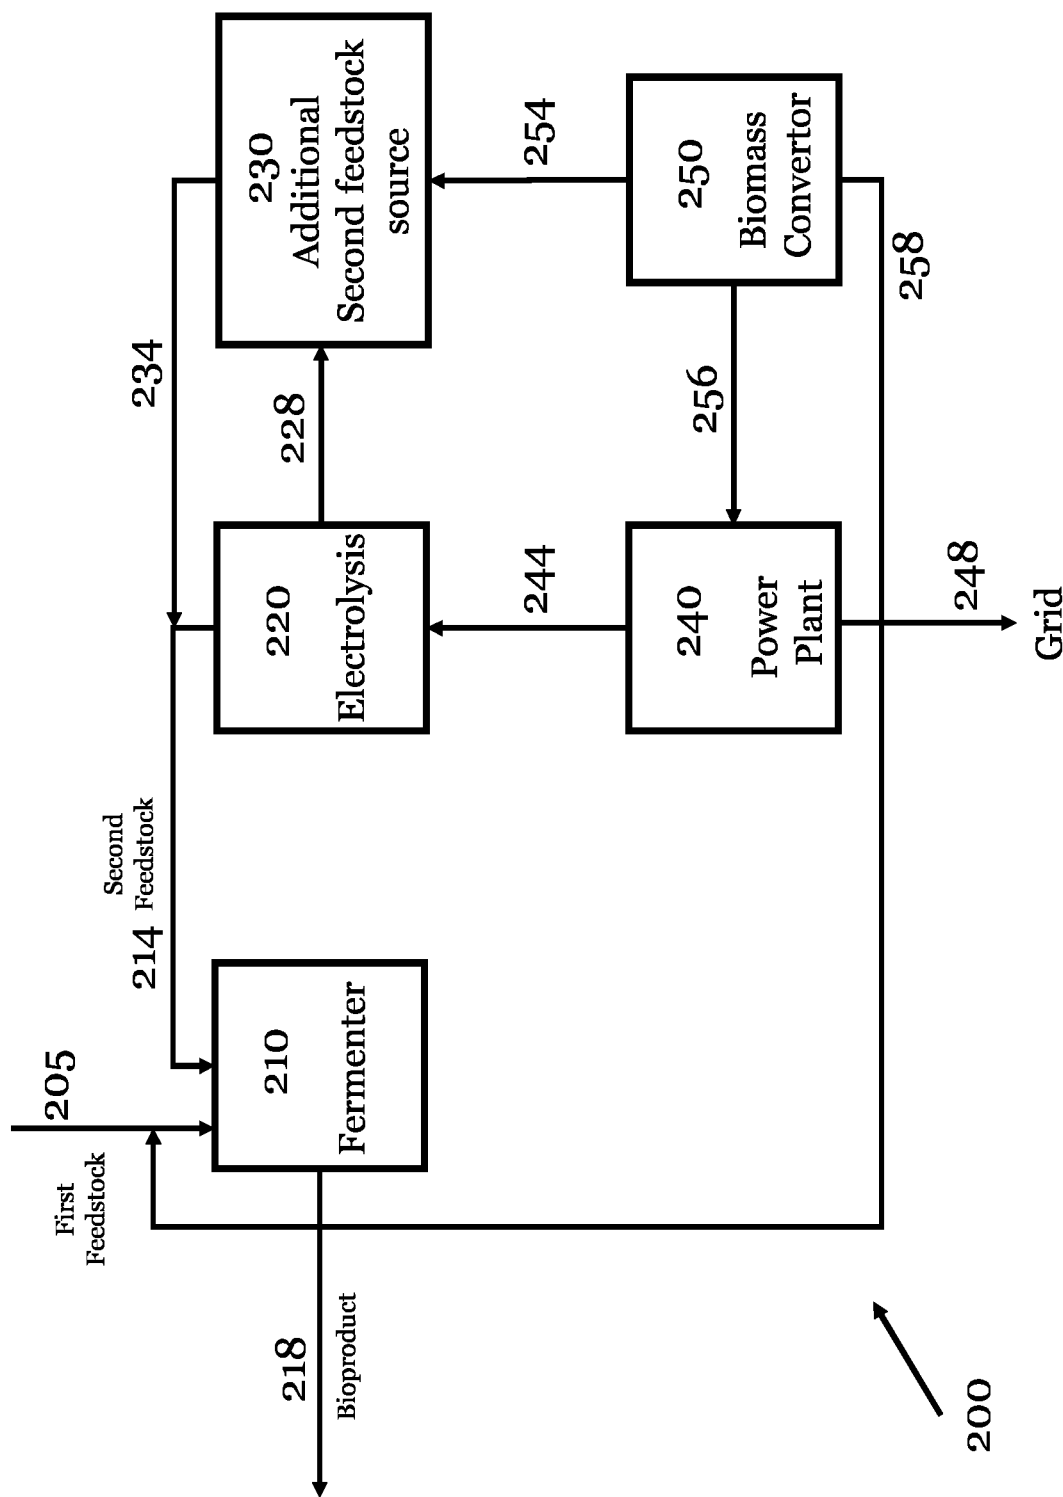 First
Feedstock
205
214
Second
Feedstock
234
218
Bioproduct
210
Fermenter
220
Electrolysis
228
230
Additional
Second feedstock
source
244
254
240
Power
Plant
256
250
Biomass
Convertor
258
248
Grid
200